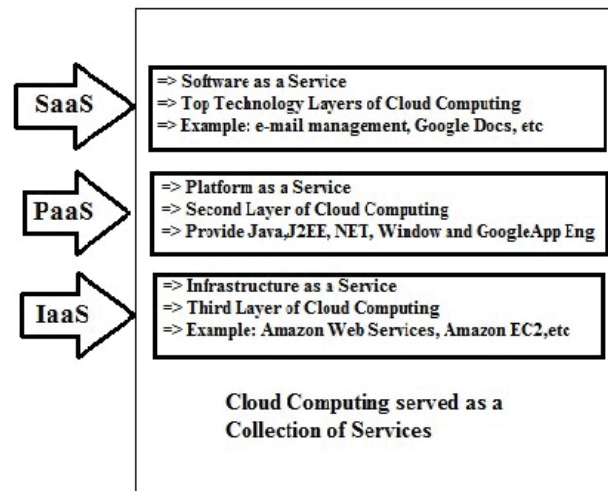 SaaS
=> Software as a Service
=> Top Technology Layers of Cloud Computing
=> Example: e-mail management, Google Docs, etc
PaaS
=> Platform as a Service
=> Second Layer of Cloud Computing
=> Provide Java,J2EE, NET, Window and GoogleApp Eng
IaaS
=> Infrastructure as a Service
=> Third Layer of Cloud Computing
=> Example: Amazon Web Services, Amazon EC2,etc
Cloud Computing served as a
Collection of Services